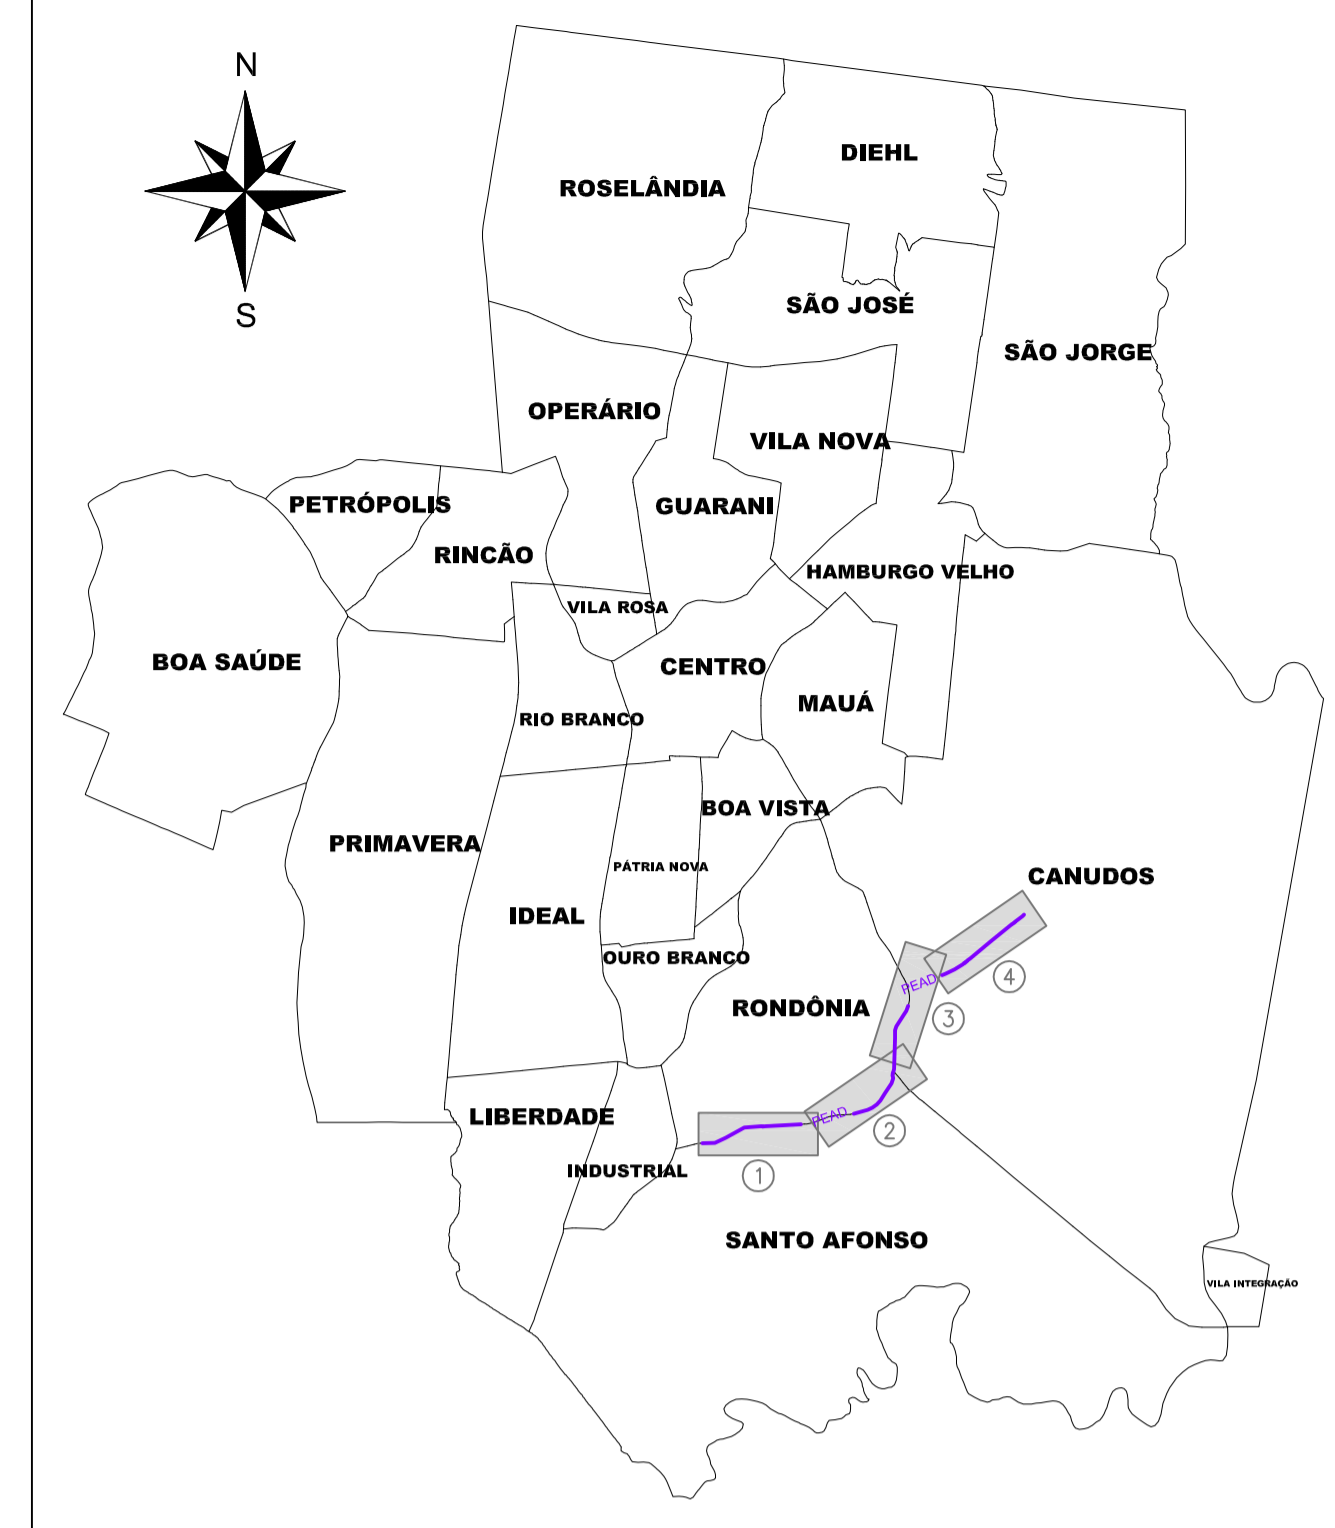 N
S
DIEHL
ROSELÂNDIA
SÃO JOSÉ
SÃO JORGE
OPERÁRIO
VILA NOVA
PETRÓPOLIS
GUARANI
RINCÃO
HAMBURGO VELHO
VILA ROSA
BOA SAÚDE
CENTRO
MAUÁ
RIO BRANCO
BOA VISTA
PRIMAVERA
PÁTRIA NOVA
CANUDOS
IDEAL
OURO BRANCO
PEAD
4
RONDÔNIA
3
LIBERDADE
PEAD
2
INDUSTRIAL
1
SANTO AFONSO
VILA INTEGRAÇÃO